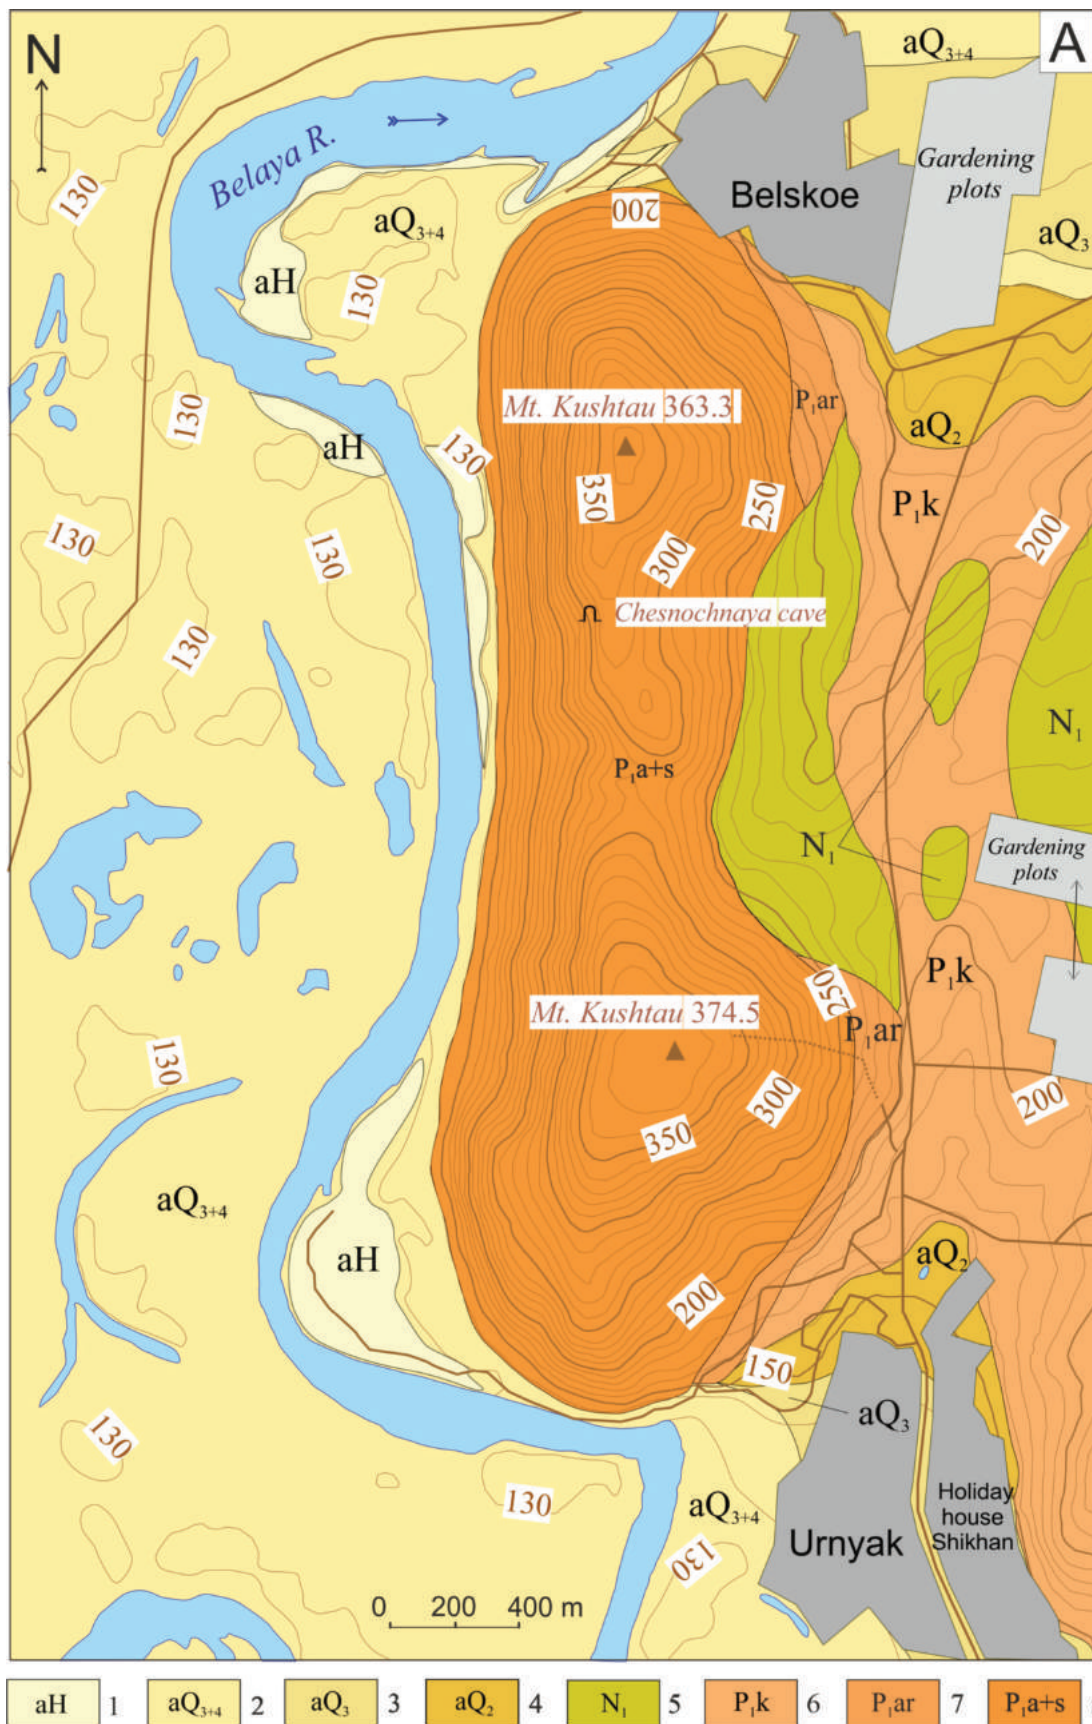 N
A
aQ3+4
Belaya R.
Gardening
plots
130
Belskoe
200
aQ3+4
aQ3
aH
130
130
Mt. Kushtau 363.3
P1ar
aQ2
aH
130
250
350
P1k
130
300
200
Chesnochnaya cave
130
130
N1
P1a+s
N1
Gardening
plots
P1k
250
Mt. Kushtau 374.5
P1ar
130
300
200
350
aQ3+4
aH
aQ2
200
150
aQ3
130
130
aQ3+4
Holiday
house
Shikhan
Urnyak
130
0 200 400 m
aH 1 aQ3+4 2 aQ3 3 aQ2 4 N1 5 P1k 6 P1ar 7 P1a+s